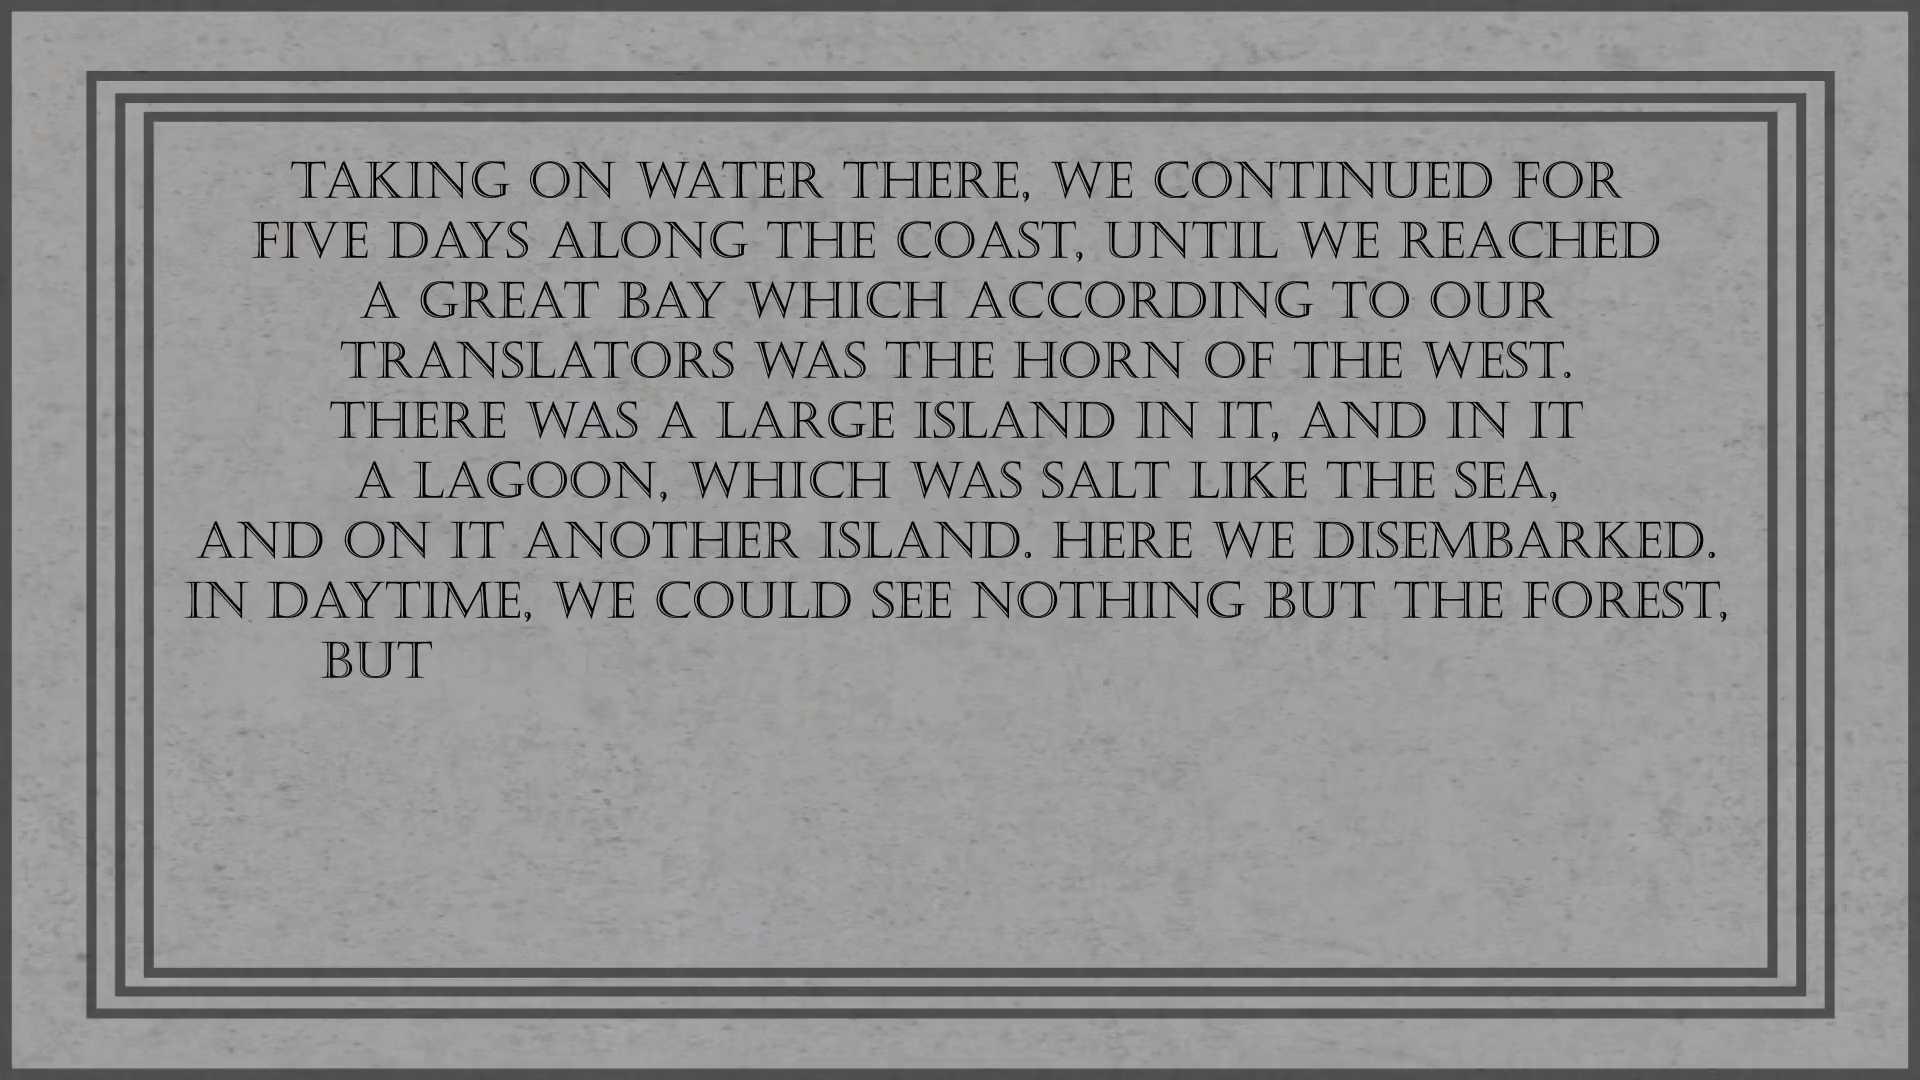 TAKING ON WATER THERE, WE CONTINUED FOR
FIVE DAYS ALONG THE COAST, UNTIL WE REACHED
A GREAT BAY WHICH ACCORDING TO OUR
TRANSLATORS WAS THE HORN OF THE WEST.
THERE WAS A LARGE ISLAND IN IT, AND IN IT
A LAGOON, WHICH WAS SALT LIKE THE SEA,
AND ON IT ANOTHER ISLAND. HERE WE DISEMBARKED.
IN DAYTIME, WE COULD SEE NOTHING BUT THE FOREST,
BUT